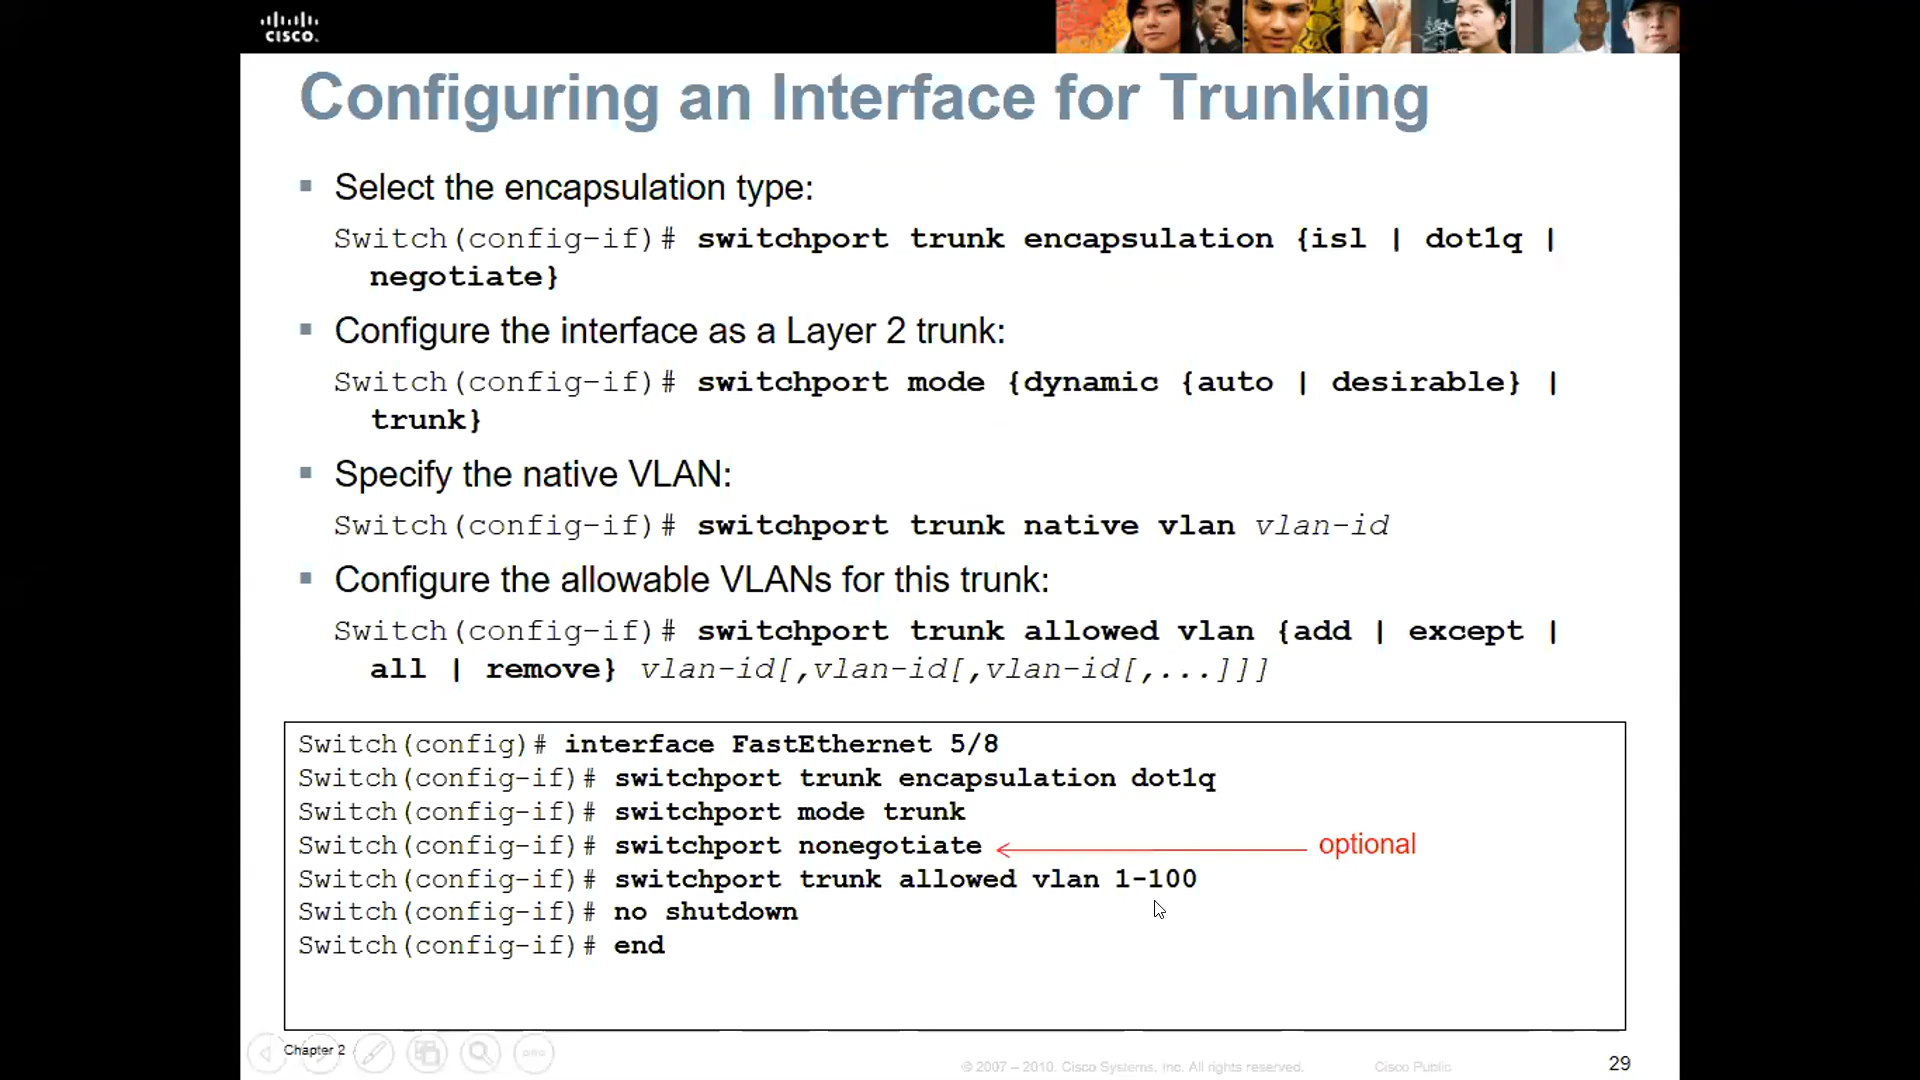 CISCO.
Configuring an Interface for Trunking
▪ Select the encapsulation type:
Switch(config-if)# switchport trunk encapsulation {isl | dot1q |
negotiate}
▪ Configure the interface as a Layer 2 trunk:
Switch(config-if)# switchport mode {dynamic {auto | desirable} |
trunk}
▪ Specify the native VLAN:
Switch(config-if)# switchport trunk native vlan vlan-id
▪ Configure the allowable VLANs for this trunk:
Switch(config-if)# switchport trunk allowed vlan {add | except |
all | remove} vlan-id[,vlan-id[,vlan-id[,...]]]
Switch(config)# interface FastEthernet 5/8
Switch(config-if)# switchport trunk encapsulation dot1q
Switch(config-if)# switchport mode trunk
Switch(config-if)# switchport nonegotiate optional
Switch(config-if)# switchport trunk allowed vlan 1-100
Switch(config-if)# no shutdown
Switch(config-if)# end
Chapter 2
© 2007 – 2010, Cisco Systems, Inc. All rights reserved. Cisco Public 29